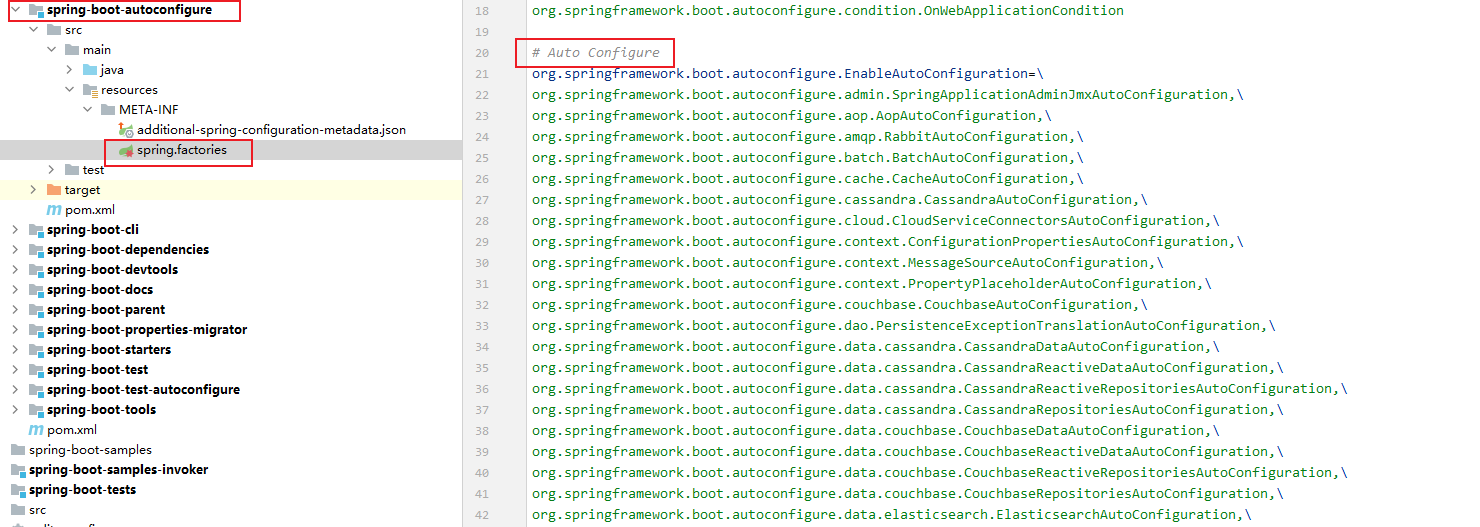 spring-boot-autoconfigure
src
main
java
resources
META-INF
additional-spring-configuration-metadata.json
spring.factories
test
target
pom.xml
spring-boot-cli
spring-boot-dependencies
spring-boot-devtools
spring-boot-docs
spring-boot-parent
spring-boot-properties-migrator
spring-boot-starters
spring-boot-test
spring-boot-test-autoconfigure
spring-boot-tools
pom.xml
spring-boot-samples
spring-boot-samples-invoker
spring-boot-tests
src
18 org.springframework.boot.autoconfigure.condition.OnWebApplicationCondition
19
20 # Auto Configure
21 org.springframework.boot.autoconfigure.EnableAutoConfiguration=\
22 org.springframework.boot.autoconfigure.admin.SpringApplicationAdminJmxAutoConfiguration,\
23 org.springframework.boot.autoconfigure.aop.AopAutoConfiguration,\
24 org.springframework.boot.autoconfigure.amqp.RabbitAutoConfiguration,\
25 org.springframework.boot.autoconfigure.batch.BatchAutoConfiguration,\
26 org.springframework.boot.autoconfigure.cache.CacheAutoConfiguration,\
27 org.springframework.boot.autoconfigure.cassandra.CassandraAutoConfiguration,\
28 org.springframework.boot.autoconfigure.cloud.CloudServiceConnectorsAutoConfiguration,\
29 org.springframework.boot.autoconfigure.context.ConfigurationPropertiesAutoConfiguration,\
30 org.springframework.boot.autoconfigure.context.MessageSourceAutoConfiguration,\
31 org.springframework.boot.autoconfigure.context.PropertyPlaceholderAutoConfiguration,\
32 org.springframework.boot.autoconfigure.couchbase.CouchbaseAutoConfiguration,\
33 org.springframework.boot.autoconfigure.dao.PersistenceExceptionTranslationAutoConfiguration,\
34 org.springframework.boot.autoconfigure.data.cassandra.CassandraDataAutoConfiguration,\
35 org.springframework.boot.autoconfigure.data.cassandra.CassandraReactiveDataAutoConfiguration,\
36 org.springframework.boot.autoconfigure.data.cassandra.CassandraReactiveRepositoriesAutoConfiguration,\
37 org.springframework.boot.autoconfigure.data.cassandra.CassandraRepositoriesAutoConfiguration,\
38 org.springframework.boot.autoconfigure.data.couchbase.CouchbaseDataAutoConfiguration,\
39 org.springframework.boot.autoconfigure.data.couchbase.CouchbaseReactiveDataAutoConfiguration,\
40 org.springframework.boot.autoconfigure.data.couchbase.CouchbaseReactiveRepositoriesAutoConfiguration,\
41 org.springframework.boot.autoconfigure.data.couchbase.CouchbaseRepositoriesAutoConfiguration,\
42 org.springframework.boot.autoconfigure.data.elasticsearch.ElasticsearchAutoConfiguration,\